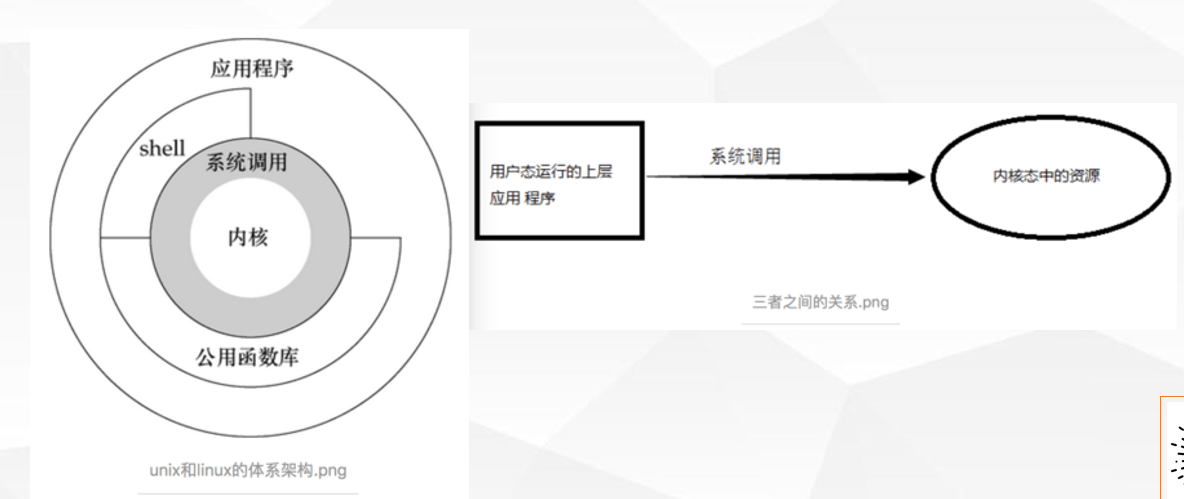 应用程序
shell
系统调用
内核
公用函数库
unix和linux的体系架构.png
用户态运行的上层
应用 程序
系统调用
内核态中的资源
三者之间的关系.png